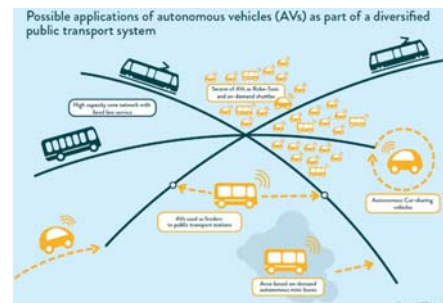 Possible applications of autonomous vehicles (AVs) as part of a diversified
public transport system
Swarm of AVs as Robo-Taxis
and on-demand shuttles
High capacity core network with
fixed line service
Autonomous Car-sharing
vehicles
AVs used as feeders
to public transport stations
Area based on-demand
autonomous mini buses